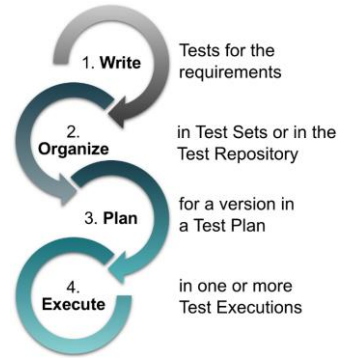 1. Write
Tests for the
requirements
2.
Organize
in Test Sets or in the
Test Repository
3. Plan
for a version in
a Test Plan
4.
Execute
in one or more
Test Executions